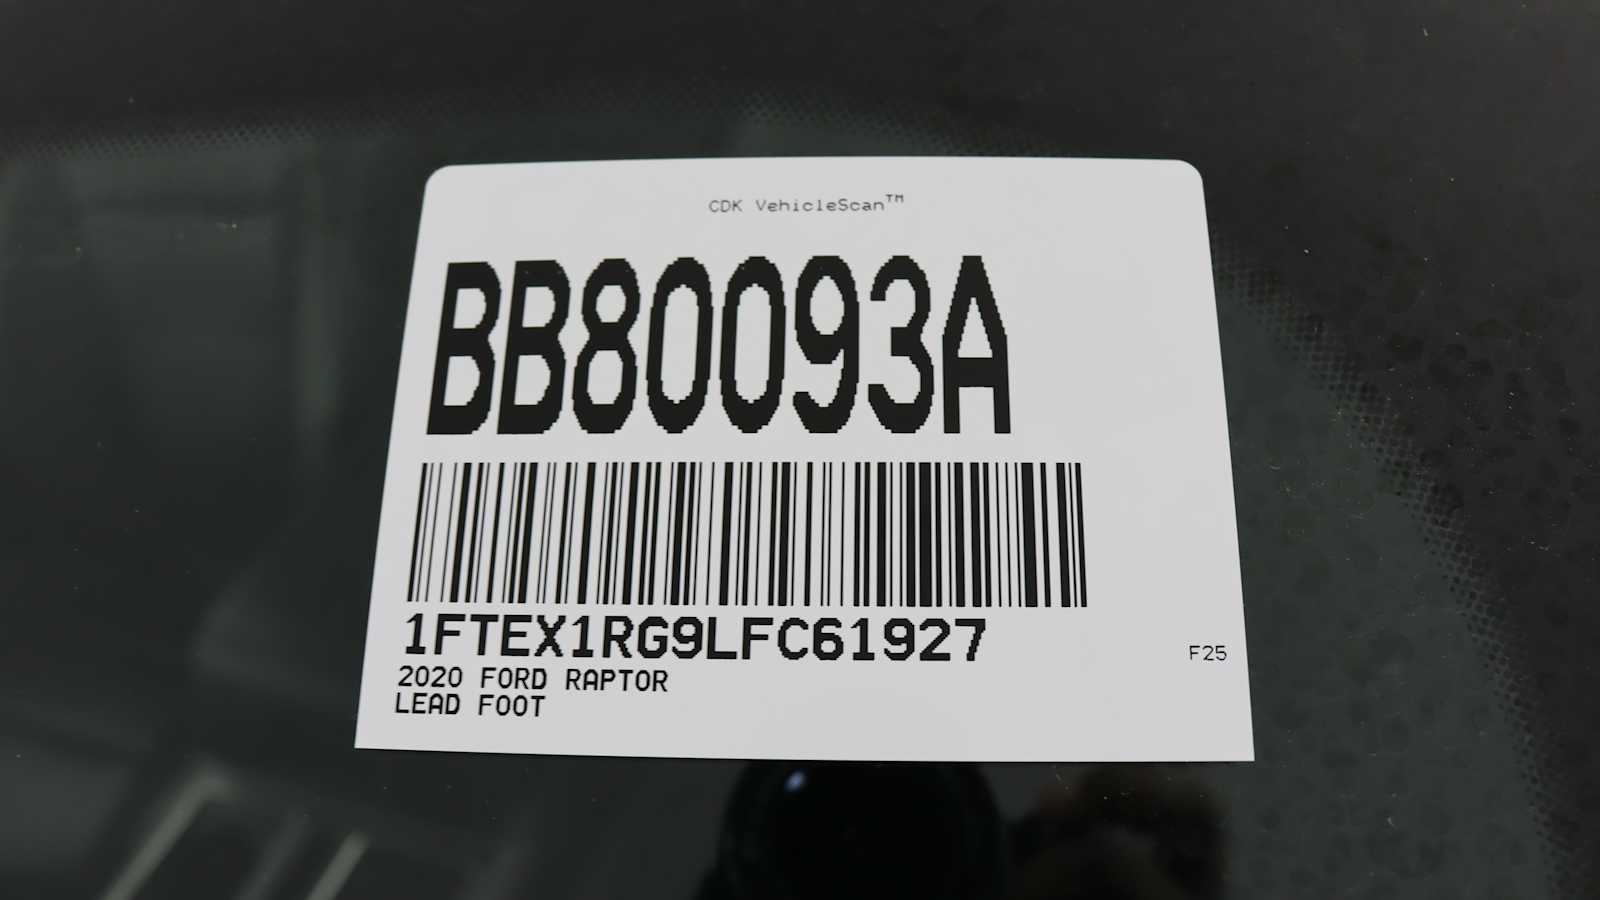 CDK VehicleScan™
BB80093A
1FTEX1RG9LFC61927
F25
2020 FORD RAPTOR
LEAD FOOT